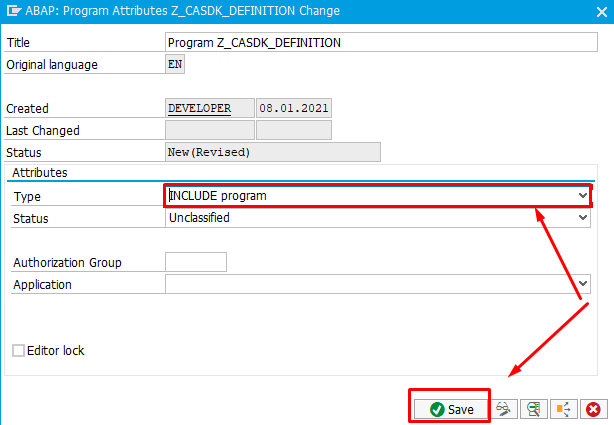 ABAP: Program Attributes Z_CASDK_DEFINITION Change
Title Program Z_CASDK_DEFINITION
Original language EN
Created DEVELOPER 08.01.2021
Last Changed
Status New(Revised)
Attributes
Type INCLUDE program
Status Unclassified
Authorization Group
Application
Editor lock
Save